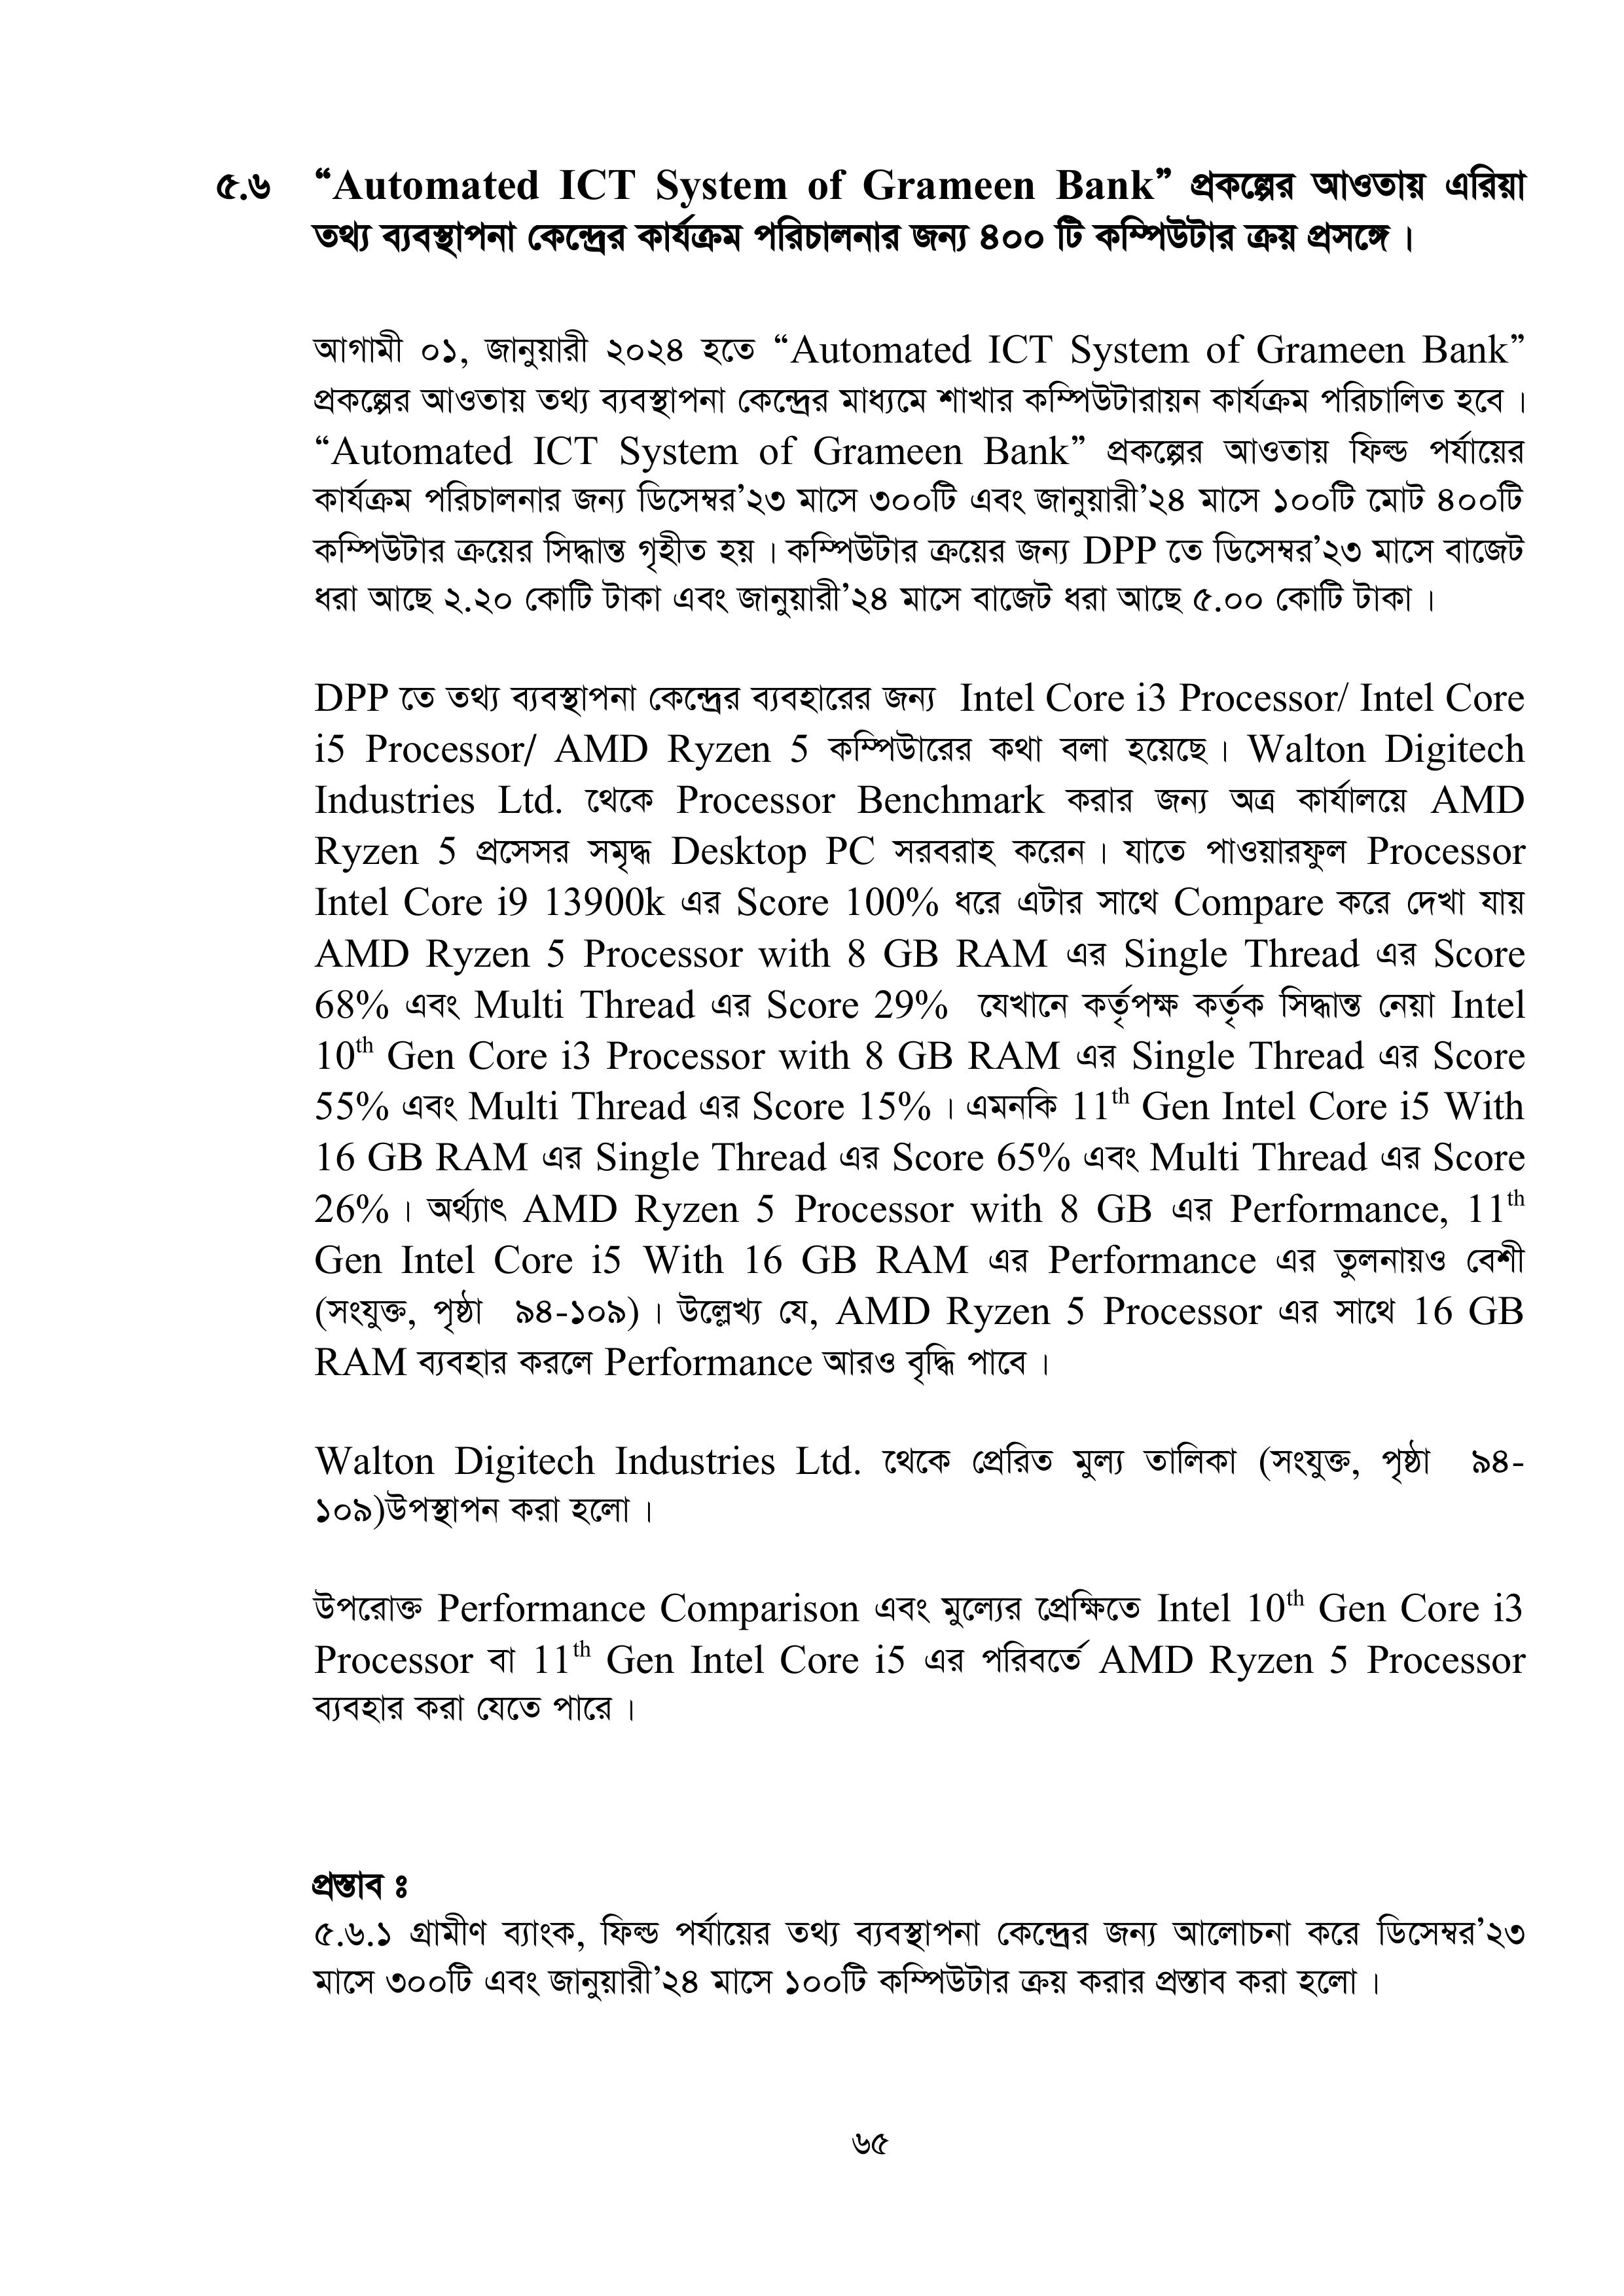 ৫.৬ “Automated ICT System of Grameen Bank” প্রকল্পের আওতায় এরিয়া
তথ্য ব্যবস্থাপনা কেন্দ্রের কার্যক্রম পরিচালনার জন্য ৪০০ টি কম্পিউটার ক্রয় প্রসঙ্গে।
আগামী ০১, জানুয়ারী ২০২৪ হতে “Automated ICT System of Grameen Bank”
প্রকল্পের আওতায় তথ্য ব্যবস্থাপনা কেন্দ্রের মাধ্যমে শাখার কম্পিউটারায়ন কার্যক্রম পরিচালিত হবে।
“Automated ICT System of Grameen Bank” প্রকল্পের আওতায় ফিল্ড পর্যায়ের
কার্যক্রম পরিচালনার জন্য ডিসেম্বর’২৩ মাসে ৩০০টি এবং জানুয়ারী’২৪ মাসে ১০০টি মোট ৪০০টি
কম্পিউটার ক্রয়ের সিদ্ধান্ত গৃহীত হয়। কম্পিউটার ক্রয়ের জন্য DPP তে ডিসেম্বর’২৩ মাসে বাজেট
ধরা আছে ২.২০ কোটি টাকা এবং জানুয়ারী’২৪ মাসে বাজেট ধরা আছে ৫.০০ কোটি টাকা।
DPP তে তথ্য ব্যবস্থাপনা কেন্দ্রের ব্যবহারের জন্য Intel Core i3 Processor/ Intel Core
i5 Processor/ AMD Ryzen 5 কম্পিউারের কথা বলা হয়েছে। Walton Digitech
Industries Ltd. থেকে Processor Benchmark করার জন্য অত্র কার্যালয়ে AMD
Ryzen 5 প্রসেসর সমৃদ্ধ Desktop PC সরবরাহ করেন। যাতে পাওয়ারফুল Processor
Intel Core i9 13900k এর Score 100% ধরে এটার সাথে Compare করে দেখা যায়
AMD Ryzen 5 Processor with 8 GB RAM এর Single Thread এর Score
68% এবং Multi Thread এর Score 29% যেখানে কর্তৃপক্ষ কর্তৃক সিদ্ধান্ত নেয়া Intel
10th Gen Core i3 Processor with 8 GB RAM এর Single Thread এর Score
55% এবং Multi Thread এর Score 15%। এমনকি 11th Gen Intel Core i5 With
16 GB RAM এর Single Thread এর Score 65% এবং Multi Thread এর Score
26%। অর্থ্যাৎ AMD Ryzen 5 Processor with 8 GB এর Performance, 11th
Gen Intel Core i5 With 16 GB RAM এর Performance এর তুলনায়ও বেশী
(সংযুক্ত, পৃষ্ঠা ৯৪-১০৯)। উল্লেখ্য যে, AMD Ryzen 5 Processor এর সাথে 16 GB
RAM ব্যবহার করলে Performance আরও বৃদ্ধি পাবে।
Walton Digitech Industries Ltd. থেকে প্রেরিত মুল্য তালিকা (সংযুক্ত, পৃষ্ঠা ৯৪-
১০৯)উপস্থাপন করা হলো।
উপরোক্ত Performance Comparison এবং মুল্যের প্রেক্ষিতে Intel 10th Gen Core i3
Processor বা 11th Gen Intel Core i5 এর পরিবর্তে AMD Ryzen 5 Processor
ব্যবহার করা যেতে পারে।
প্রস্তাব ঃ
৫.৬.১ গ্রামীণ ব্যাংক, ফিল্ড পর্যায়ের তথ্য ব্যবস্থাপনা কেন্দ্রের জন্য আলোচনা করে ডিসেম্বর’২৩
মাসে ৩০০টি এবং জানুয়ারী’২৪ মাসে ১০০টি কম্পিউটার ক্রয় করার প্রস্তাব করা হলো।
৬৫